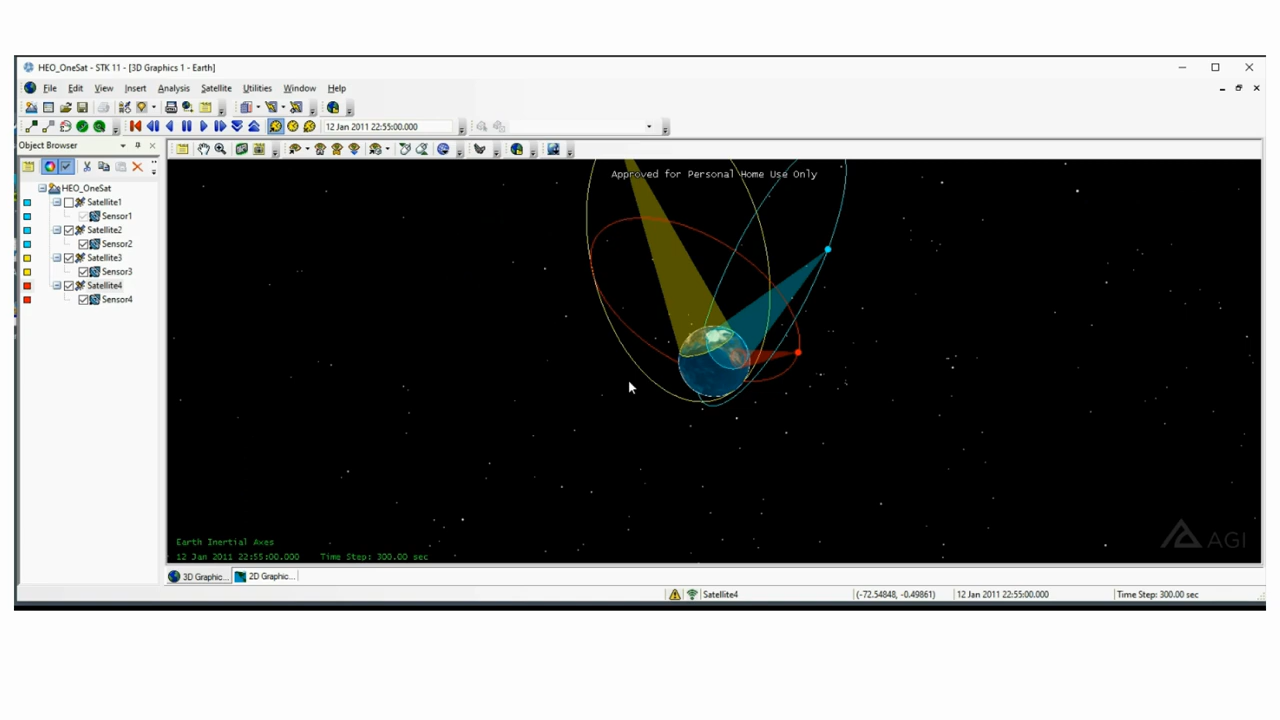 HEO_OneSat - STK 11 - [3D Graphics 1 - Earth]
File Edit View Insert Analysis Satellite Utilities Window Help
12 Jan 2011 22:55:00.000
Object Browser
HEO_OneSat
Satellite1
Sensor1
Satellite2
Sensor2
Satellite3
Sensor3
Satellite4
Sensor4
Approved for Personal Home Use Only
Earth Inertial Axes
12 Jan 2011 22:55:00.000 Time Step: 300.00 sec
AGI
3D Graphic... 2D Graphic...
Satellite4 (-72.54848, -0.49861) 12 Jan 2011 22:55:00.000 Time Step: 300.00 sec